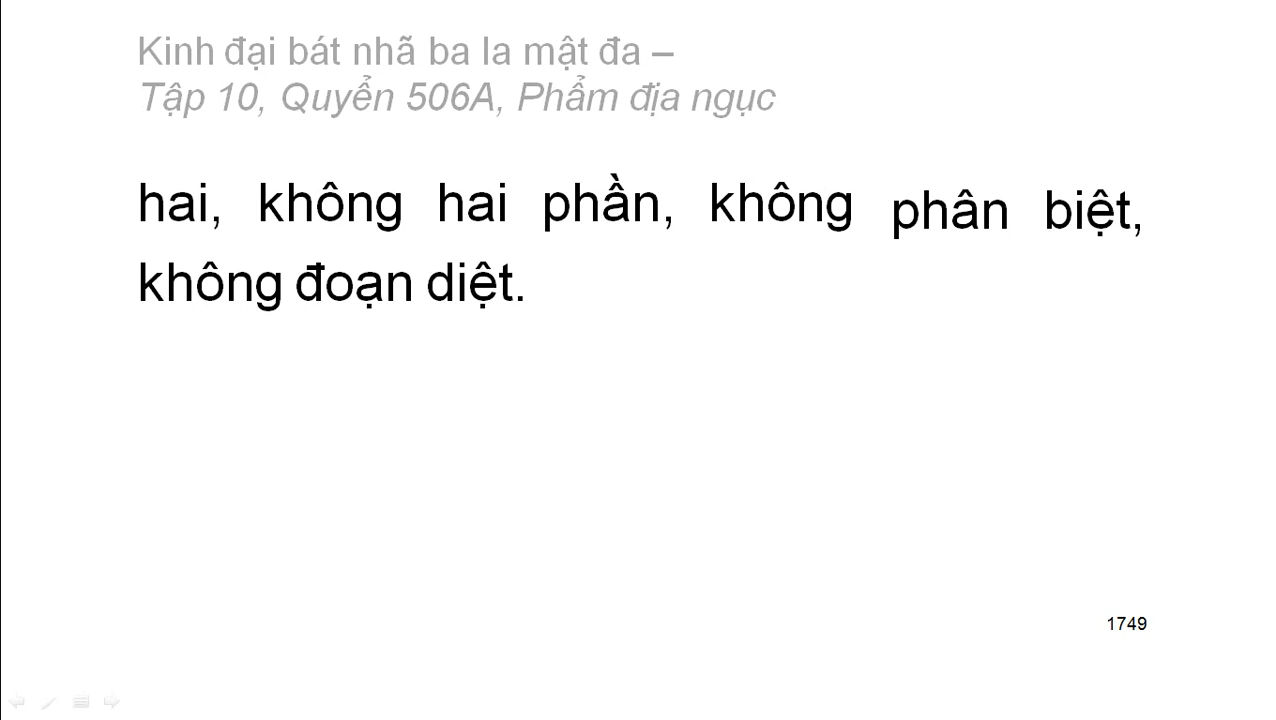 Kinh đại bát nhã ba la mật đa –
Tập 10, Quyển 506A, Phẩm địa ngục
hai, không hai phần, không phân biệt,
không đoạn diệt.
1749